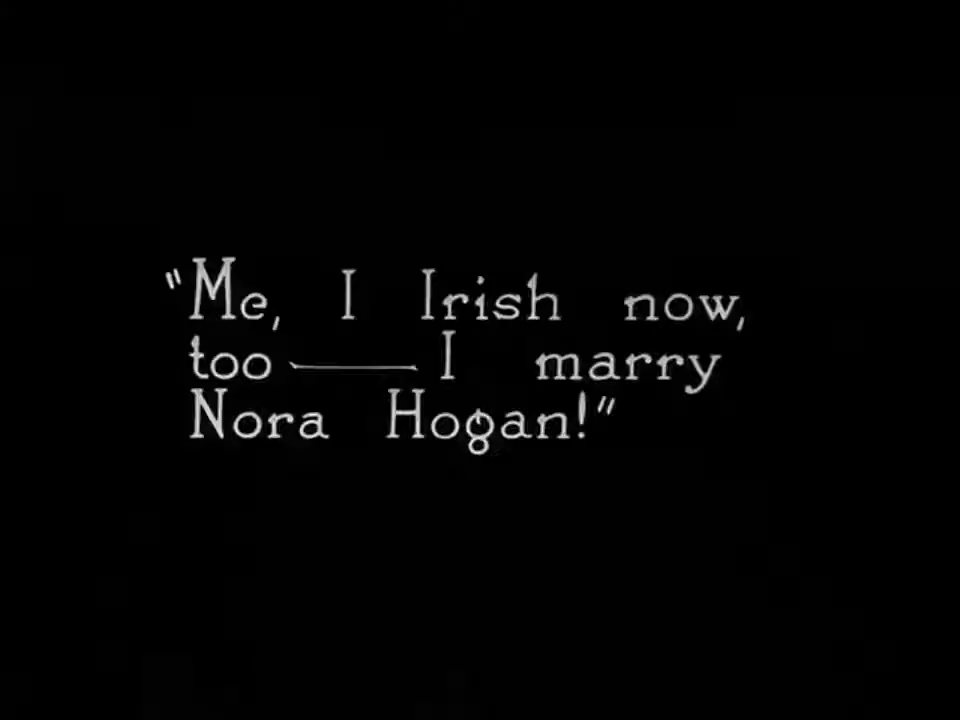 "Me, I Irish now,
too —— I marry
Nora Hogan!"